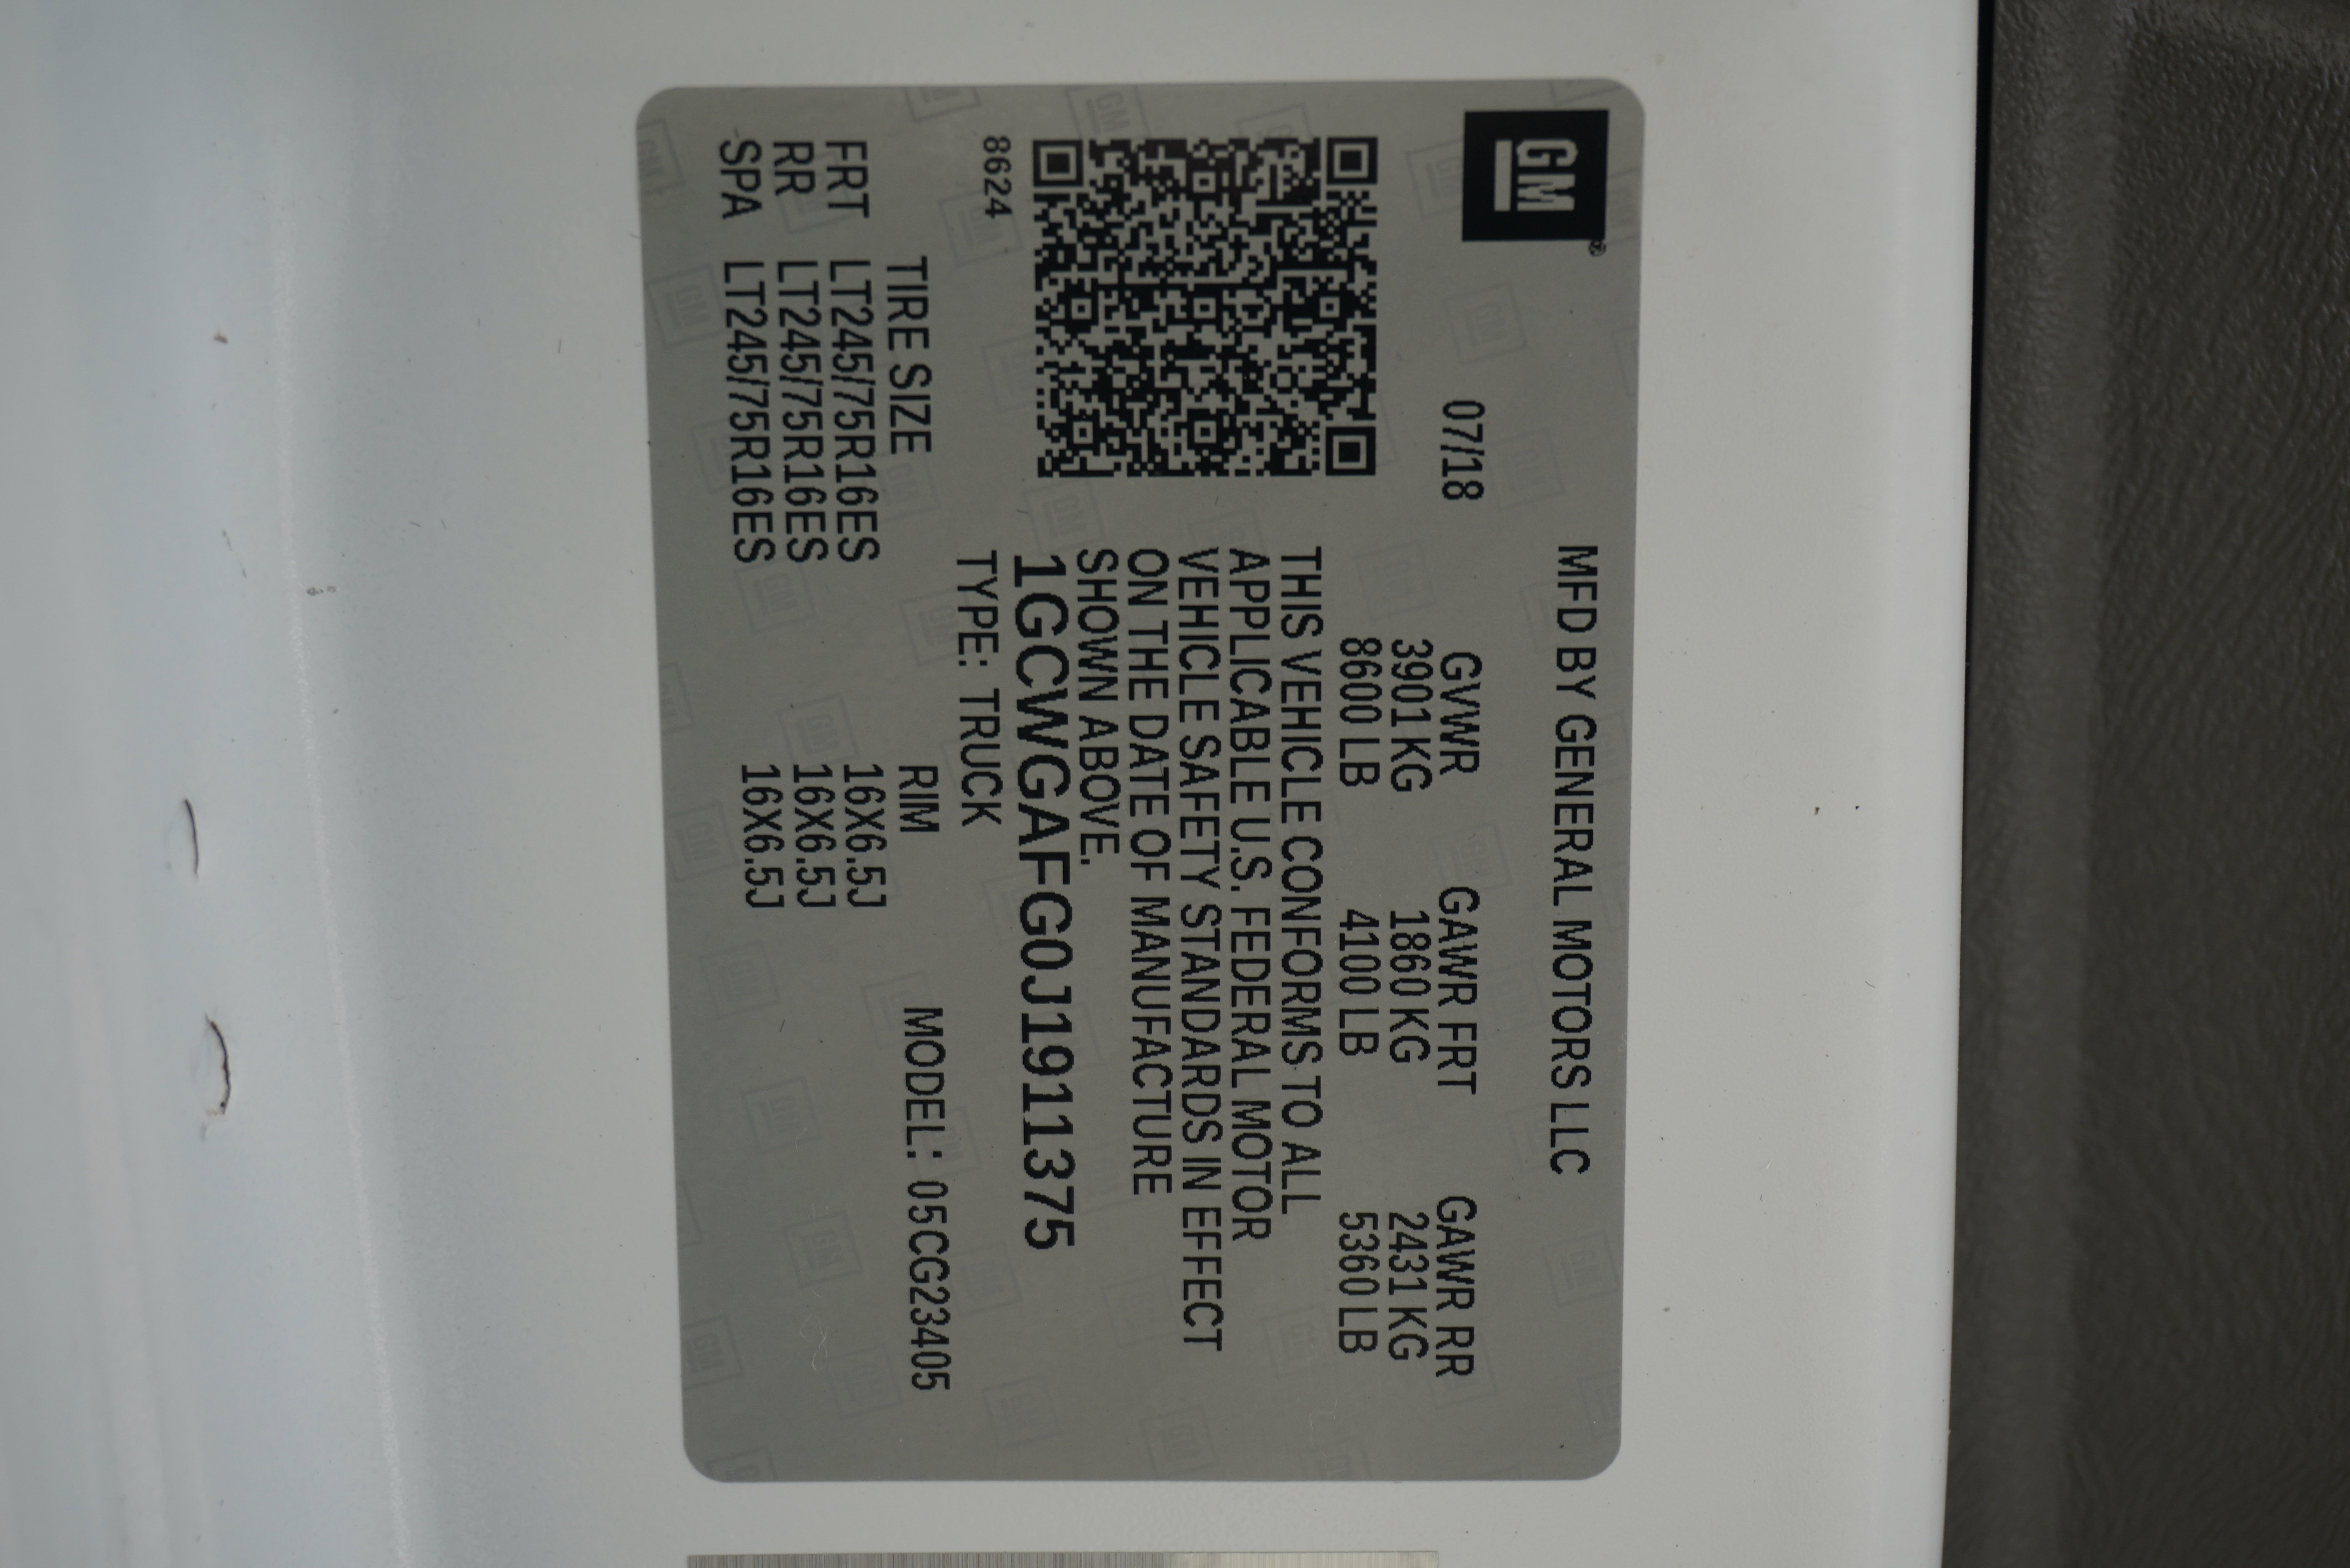 GM®
MFD BY GENERAL MOTORS LLC
07/18 GVWR GAWR FRT GAWR RR
3901 KG 1860 KG 2431 KG
8600 LB 4100 LB 5360 LB
THIS VEHICLE CONFORMS TO ALL
APPLICABLE U.S. FEDERAL MOTOR
VEHICLE SAFETY STANDARDS IN EFFECT
ON THE DATE OF MANUFACTURE
SHOWN ABOVE.
1GCWGAFG0J1911375
8624 TYPE: TRUCK
TIRE SIZE RIM MODEL: 05CG23405
FRT LT245/75R16ES 16X6.5J
RR LT245/75R16ES 16X6.5J
SPA LT245/75R16ES 16X6.5J